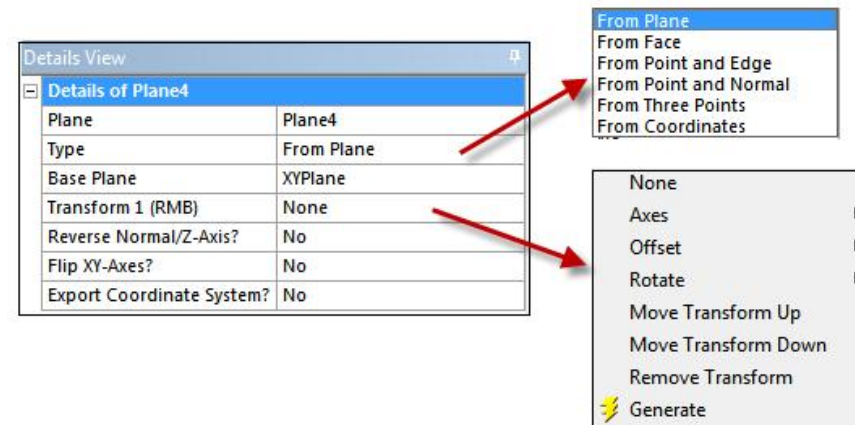 Details View
Details of Plane4
Plane Plane4
Type From Plane
Base Plane XYPlane
Transform 1 (RMB) None
Reverse Normal/Z-Axis? No
Flip XY-Axes? No
Export Coordinate System? No
From Plane
From Face
From Point and Edge
From Point and Normal
From Three Points
From Coordinates
None
Axes
Offset
Rotate
Move Transform Up
Move Transform Down
Remove Transform
Generate